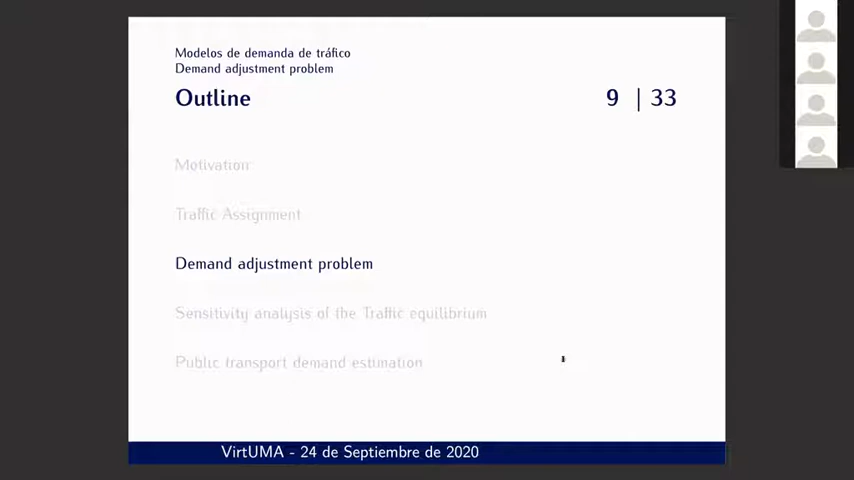 Modelos de demanda de tráfico
Demand adjustment problem
Outline 9 | 33
Motivation
Traffic Assignment
Demand adjustment problem
Sensitivity analysis of the Traffic equilibrium
Public transport demand estimation
VirtUMA - 24 de Septiembre de 2020